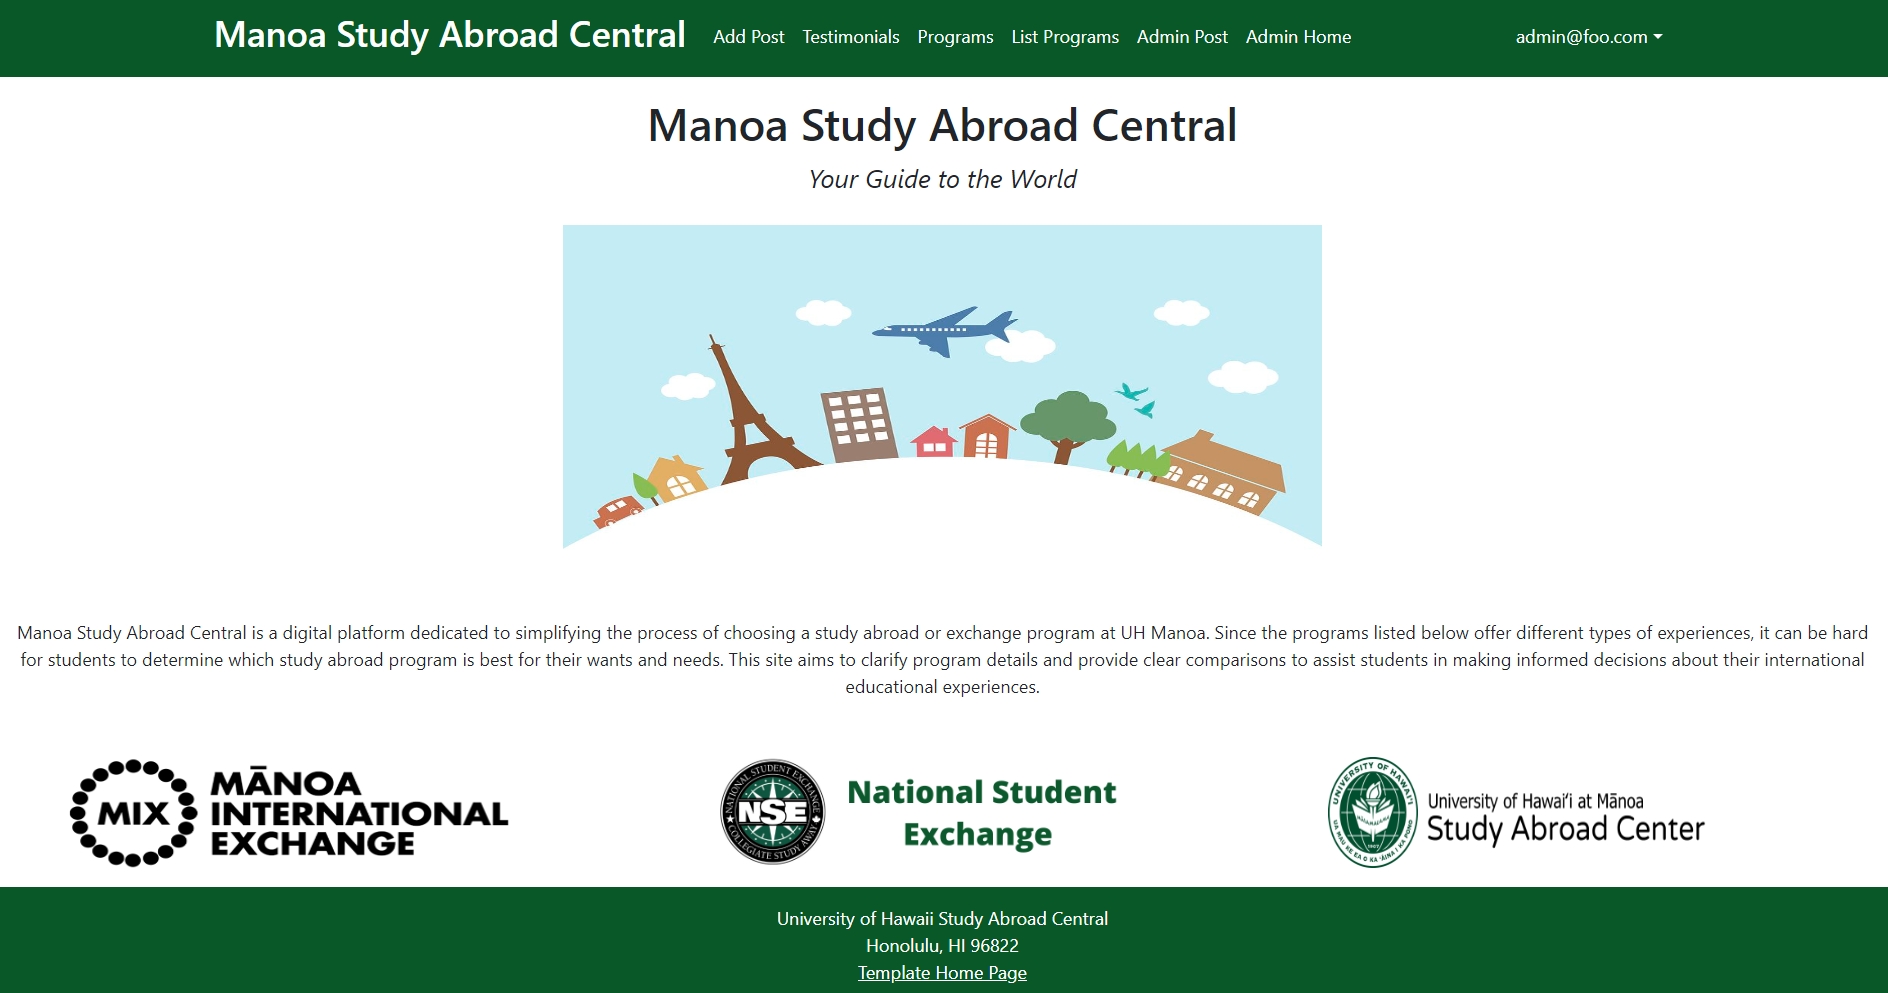 Manoa Study Abroad Central Add Post Testimonials Programs List Programs Admin Post Admin Home admin@foo.com
Manoa Study Abroad Central
Your Guide to the World
Manoa Study Abroad Central is a digital platform dedicated to simplifying the process of choosing a study abroad or exchange program at UH Manoa. Since the programs listed below offer different types of experiences, it can be hard
for students to determine which study abroad program is best for their wants and needs. This site aims to clarify program details and provide clear comparisons to assist students in making informed decisions about their international
educational experiences.
MIX
MĀNOA
INTERNATIONAL
EXCHANGE
NATIONAL STUDENT EXCHANGE
NSE
COLLEGIATE STUDY AWAY
National Student
Exchange
UNIVERSITY OF HAWAI‘I
1907
University of Hawai‘i at Mānoa
Study Abroad Center
University of Hawaii Study Abroad Central
Honolulu, HI 96822
Template Home Page